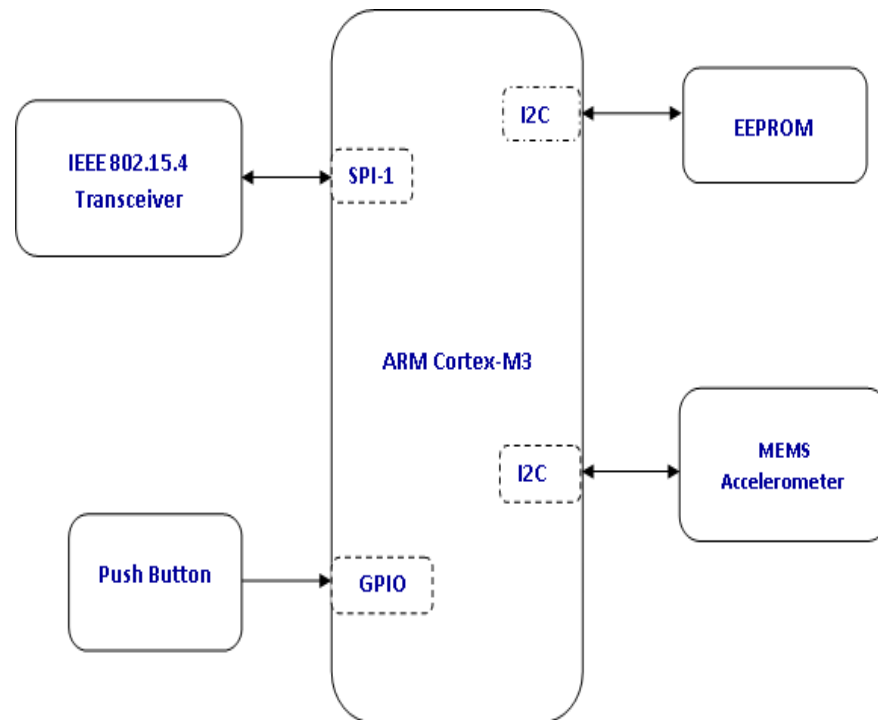 I2C
EEPROM
IEEE 802.15.4
Transceiver
SPI-1
ARM Cortex-M3
I2C
MEMS
Accelerometer
Push Button
GPIO